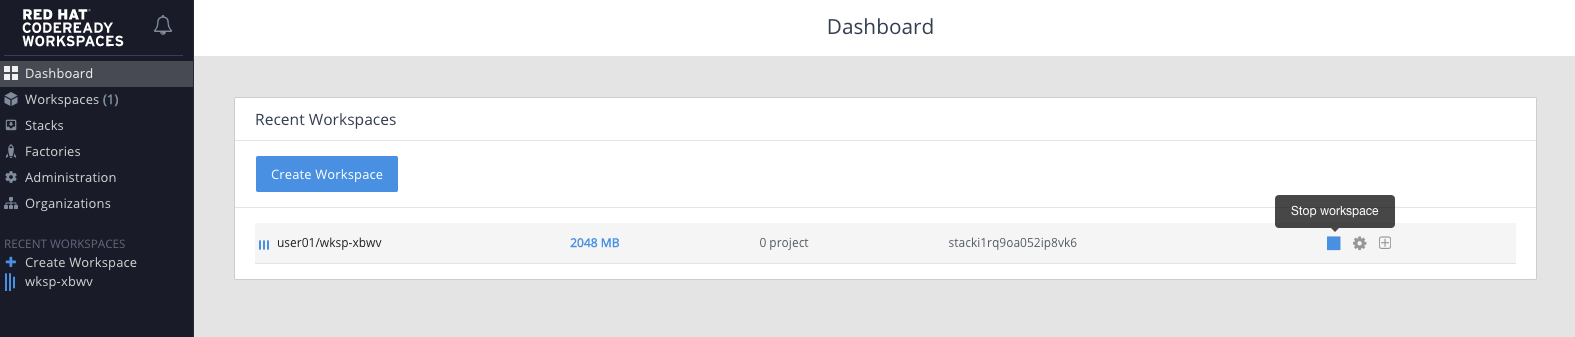 RED HAT
CODEREADY
WORKSPACES
Dashboard
Workspaces (1)
Stacks
Factories
Administration
Organizations
RECENT WORKSPACES
Create Workspace
wksp-xbwv
Dashboard
Recent Workspaces
Create Workspace
Stop workspace
user01/wksp-xbwv 2048 MB 0 project stacki1rq9oa052ip8vk6